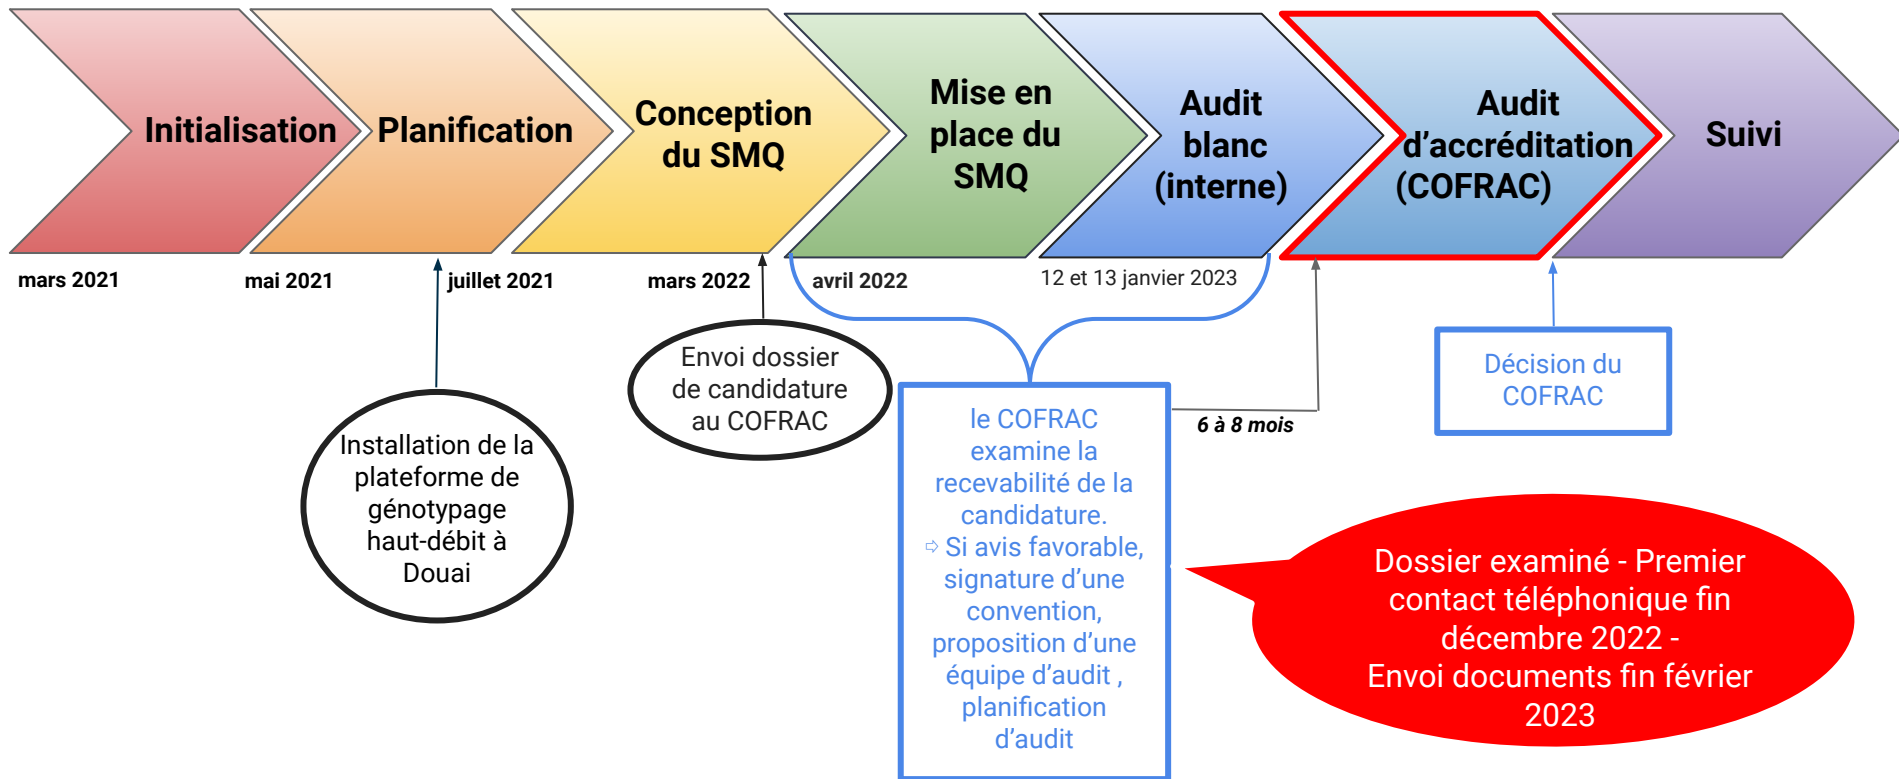 Initialisation
Planification
Conception
du SMQ
Mise en
place du
SMQ
Audit
blanc
(interne)
Audit
d’accréditation
(COFRAC)
Suivi
mars 2021
mai 2021
juillet 2021
mars 2022
avril 2022
12 et 13 janvier 2023
Installation de la
plateforme de
génotypage
haut-débit à
Douai
Envoi dossier
de candidature
au COFRAC
le COFRAC
examine la
recevabilité de la
candidature.
⇨ Si avis favorable,
signature d’une
convention,
proposition d’une
équipe d’audit ,
planification
d’audit
6 à 8 mois
Décision du
COFRAC
Dossier examiné - Premier
contact téléphonique fin
décembre 2022 -
Envoi documents fin février
2023